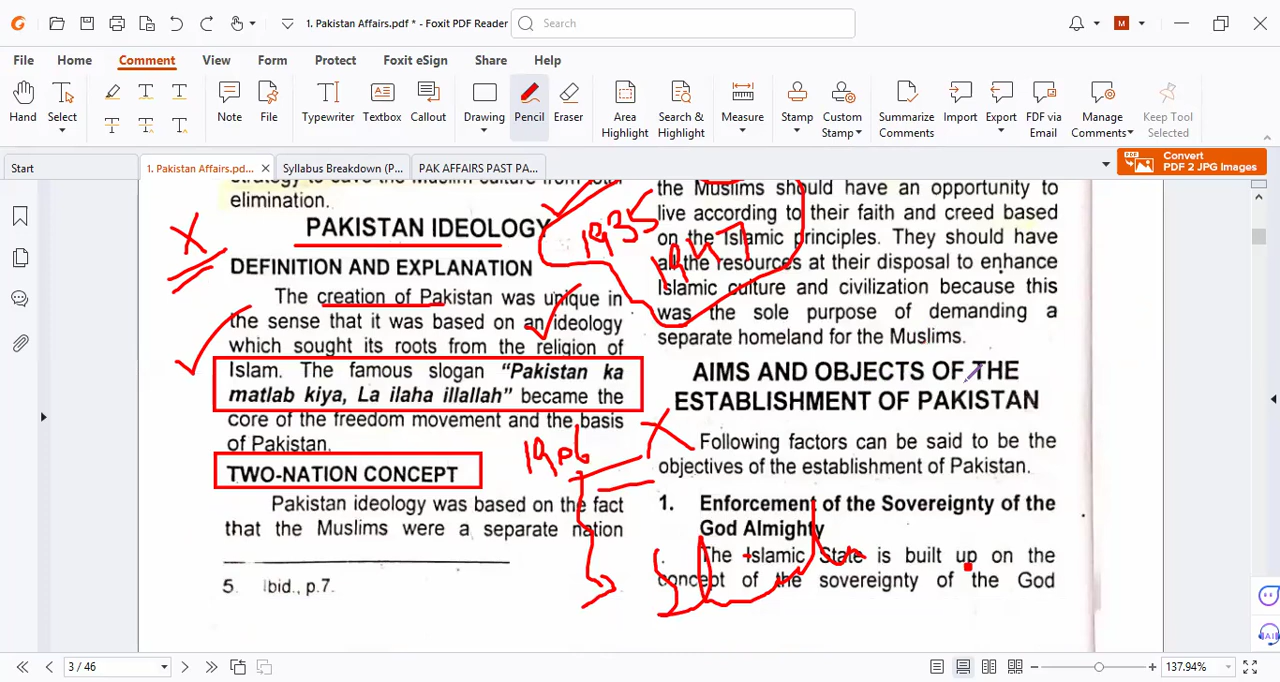 1. Pakistan Affairs.pdf * - Foxit PDF Reader
Search
M
File Home Comment View Form Protect Foxit eSign Share Help
Hand Select Note File Typewriter Textbox Callout Drawing Pencil Eraser Area Highlight Search & Highlight Measure Stamp Custom Stamp Summarize Comments Import Export FDF via Email Manage Comments Keep Tool Selected
Start 1. Pakistan Affairs.pd... Syllabus Breakdown (P... PAK AFFAIRS PAST PA... Convert PDF 2 JPG Images
strategy to save the Muslim culture from total
elimination.
PAKISTAN IDEOLOGY
DEFINITION AND EXPLANATION
The creation of Pakistan was unique in
the sense that it was based on an ideology
which sought its roots from the religion of
Islam. The famous slogan "Pakistan ka
matlab kiya, La ilaha illallah" became the
core of the freedom movement and the basis
of Pakistan.
1906
TWO-NATION CONCEPT
Pakistan ideology was based on the fact
that the Muslims were a separate nation
5. Ibid., p.7.
1935
1947
the Muslims should have an opportunity to
live according to their faith and creed based
on the Islamic principles. They should have
all the resources at their disposal to enhance
Islamic culture and civilization because this
was the sole purpose of demanding a
separate homeland for the Muslims.
AIMS AND OBJECTS OF THE
ESTABLISHMENT OF PAKISTAN
Following factors can be said to be the
objectives of the establishment of Pakistan.
1. Enforcement of the Sovereignty of the
God Almighty
The Islamic State is built up on the
concept of the sovereignty of the God
3 / 46
137.94%